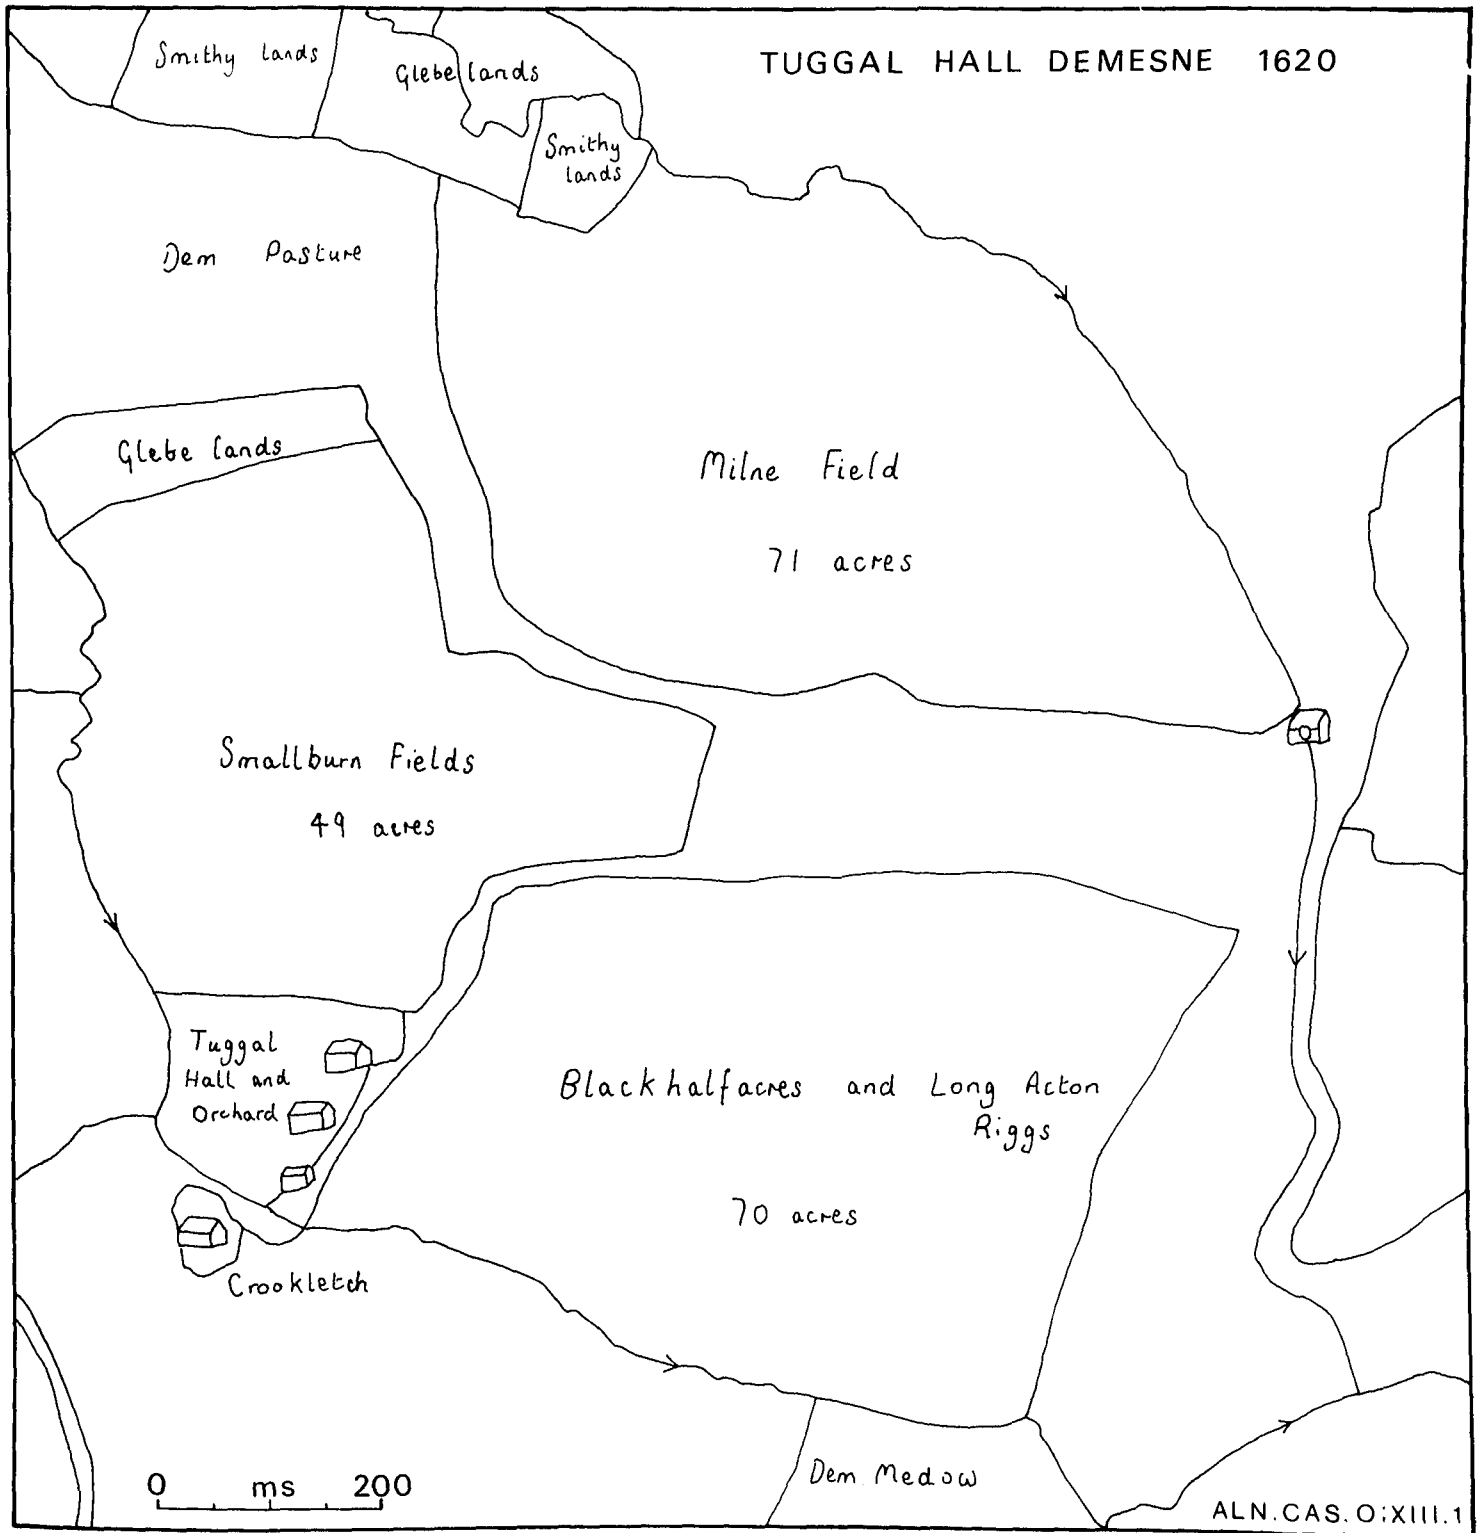 TUGGAL HALL DEMESNE 1620
Smithy lands
Glebe lands
Smithy
lands
Dem Pasture
Glebe lands
Milne Field
71 acres
Smallburn Fields
49 acres
Tuggal
Hall and
Orchard
Blackhalfacres and Long Acton
Riggs
70 acres
Crookletch
Dem Medow
0 ms 200
ALN.CAS.O:XIII.1